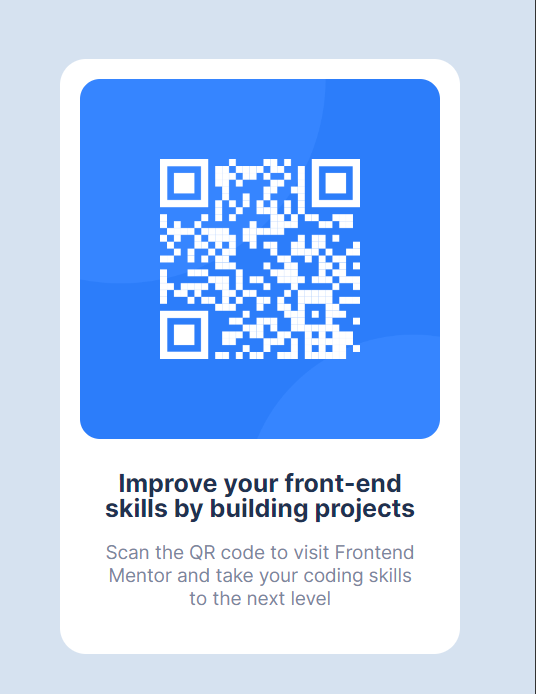 Improve your front-end
skills by building projects
Scan the QR code to visit Frontend
Mentor and take your coding skills
to the next level